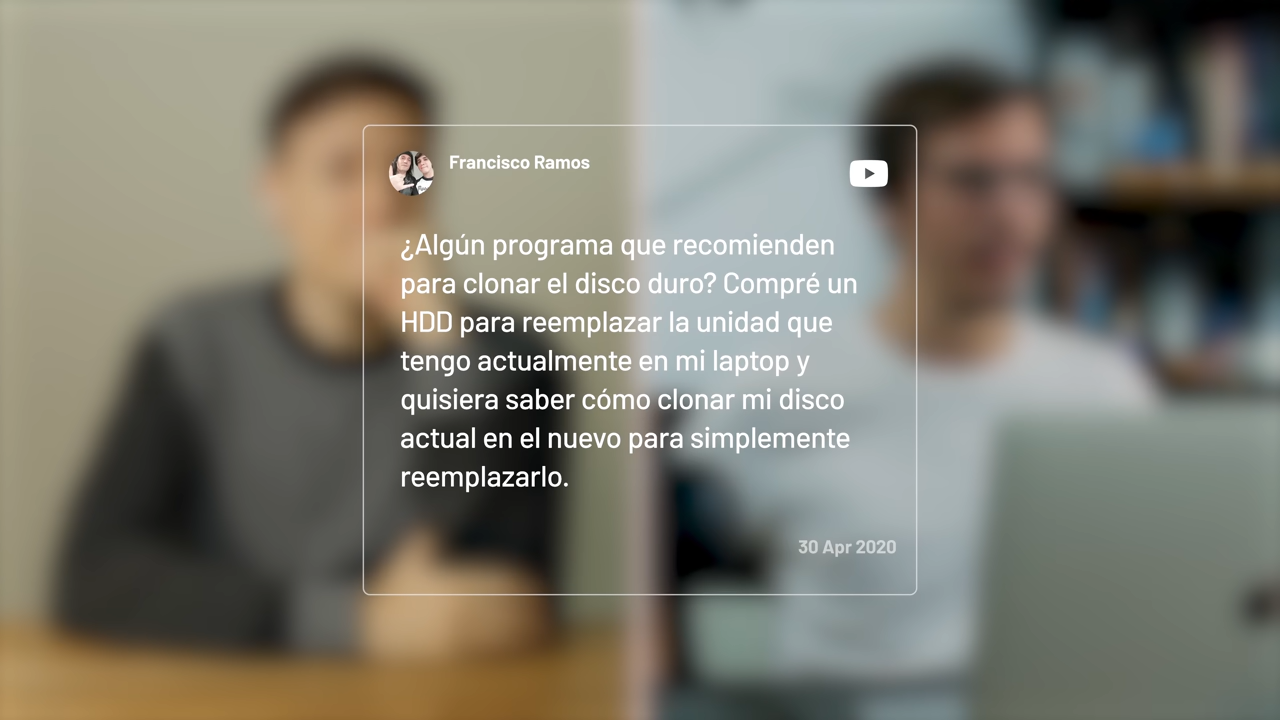 Francisco Ramos
¿Algún programa que recomienden
para clonar el disco duro? Compré un
HDD para reemplazar la unidad que
tengo actualmente en mi laptop y
quisiera saber cómo clonar mi disco
actual en el nuevo para simplemente
reemplazarlo.
30 Apr 2020